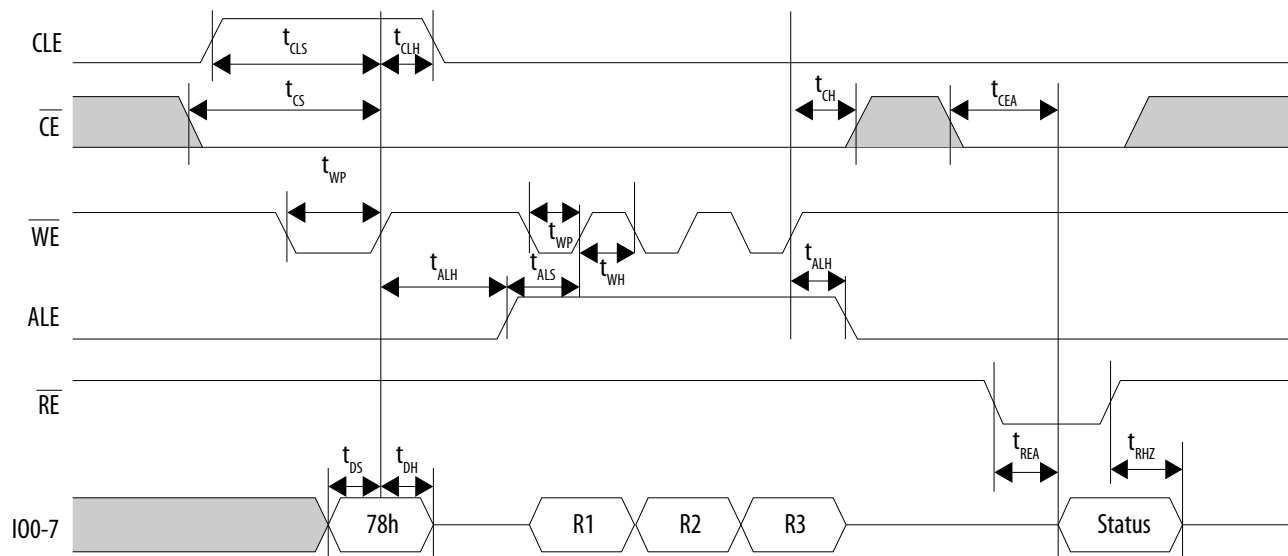 CLE
t_CLS
t_CLH
CE
t_CS
t_CH
t_CEA
WE
t_WP
t_WP
t_WH
ALE
t_ALH
t_ALS
t_ALH
RE
t_REA
t_RHZ
IO0-7
t_DS
t_DH
78h
R1
R2
R3
Status